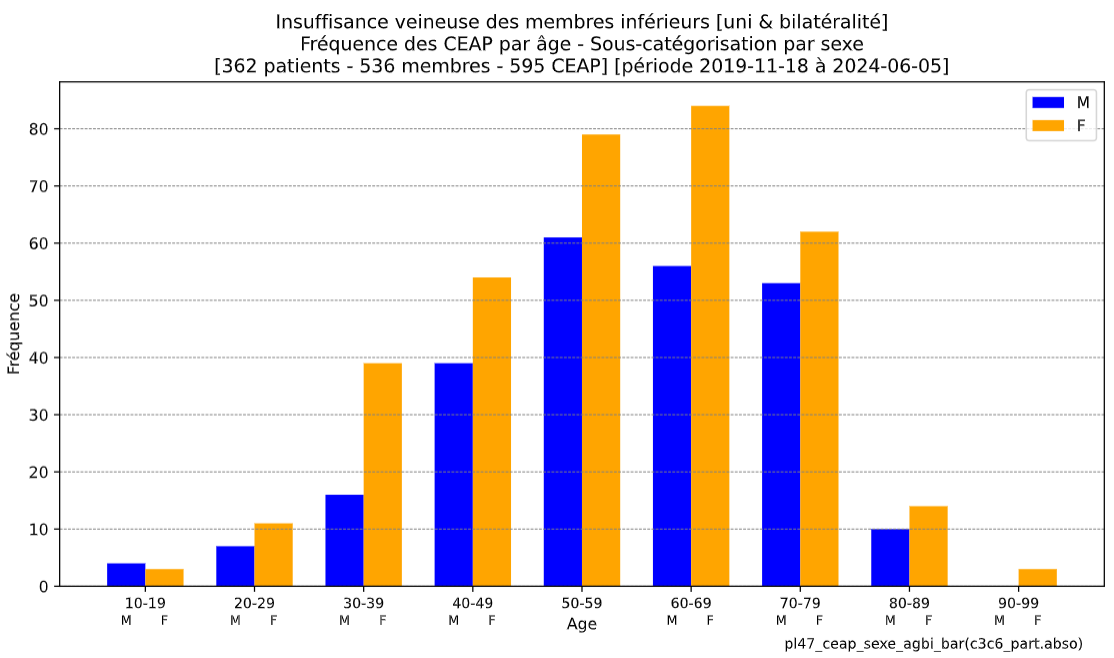 Insuffisance veineuse des membres inférieurs [uni & bilatéralité]
Fréquence des CEAP par âge - Sous-catégorisation par sexe
[362 patients - 536 membres - 595 CEAP] [période 2019-11-18 à 2024-06-05]
M
F
80
70
60
50
40
30
20
10
0
Fréquence
10-19 20-29 30-39 40-49 50-59 60-69 70-79 80-89 90-99
M F M F M F M F M F M F M F M F M F
Age
pl47_ceap_sexe_agbi_bar(c3c6_part.abso)